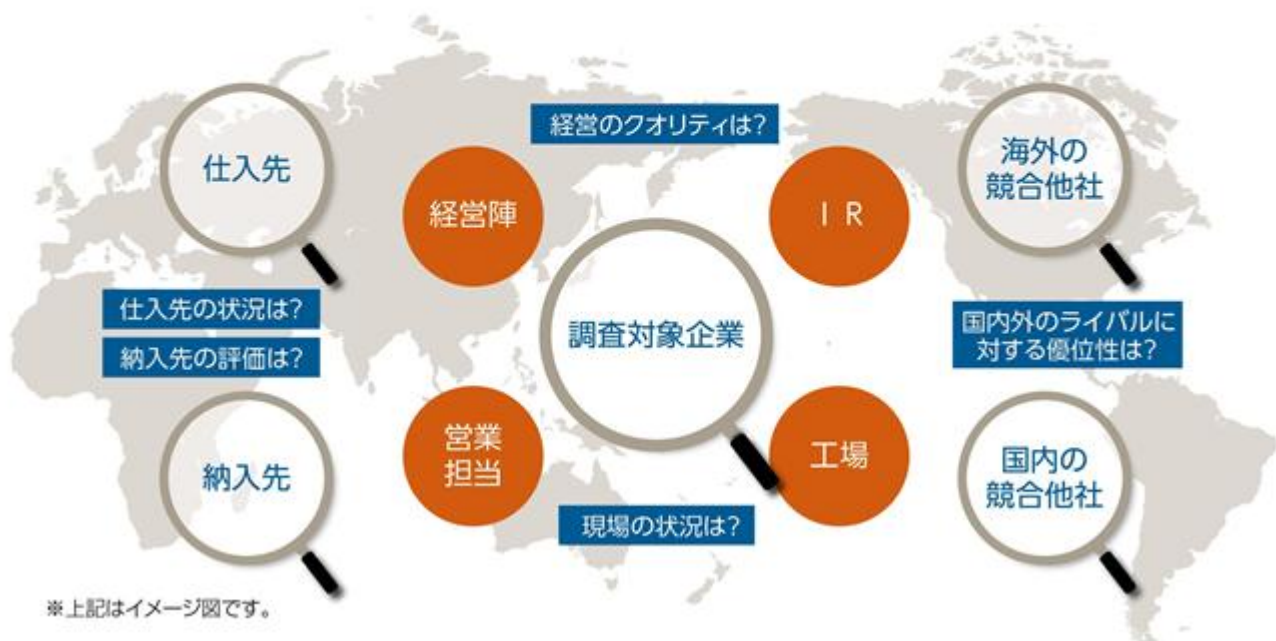 経営のクオリティは?
仕入先
経営陣
I R
海外の
競合他社
仕入先の状況は?
納入先の評価は?
調査対象企業
国内外のライバルに
対する優位性は?
納入先
営業
担当
工場
国内の
競合他社
現場の状況は?
※上記はイメージ図です。